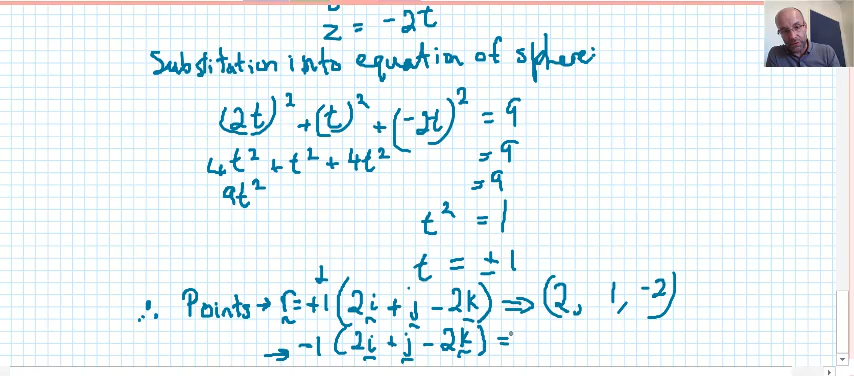 z = -2t
Substitution into equation of sphere:
(2t)² + (t)² + (-2t)² = 9
4t² + t² + 4t² = 9
9t² = 9
t² = 1
t = ± 1
∴ Points → r = +1 (2i + j - 2k) ⇒ (2, 1, -2)
→ -1 (2i + j - 2k) =